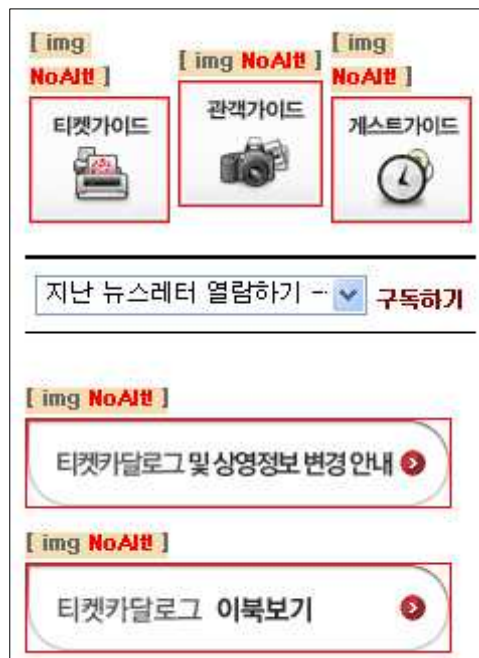 [ img NoAlt! ]
[ img NoAlt! ]
[ img NoAlt! ]
티켓가이드
관객가이드
게스트가이드
지난 뉴스레터 열람하기 -- 구독하기
[ img NoAlt! ]
티켓카달로그 및 상영정보 변경 안내
[ img NoAlt! ]
티켓카달로그 이북보기